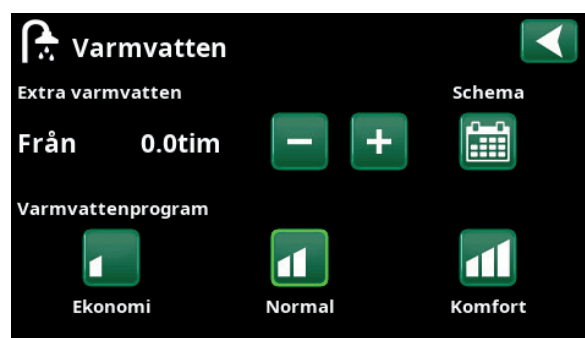 Varmvatten
Extra varmvatten Schema
Från 0.0tim
Varmvattenprogram
Ekonomi Normal Komfort